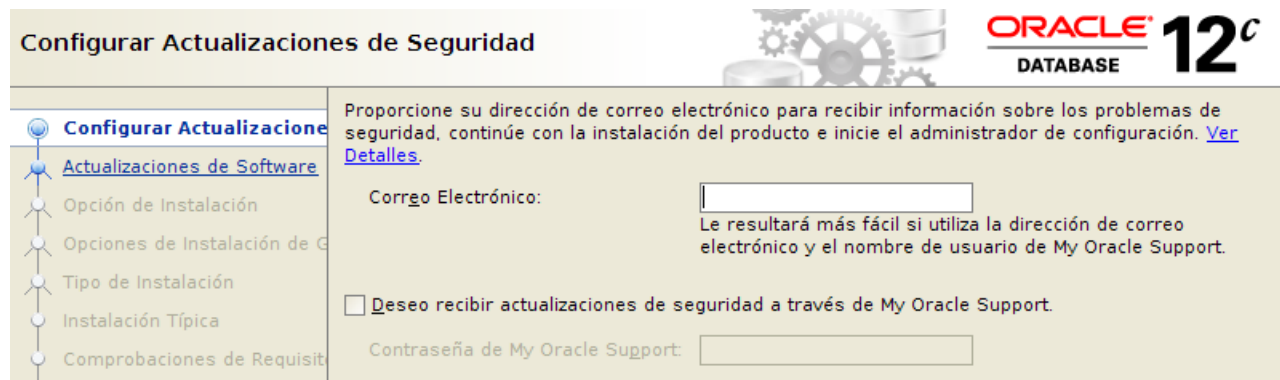 Configurar Actualizaciones de Seguridad
ORACLE
DATABASE
12c
Configurar Actualizacione
Actualizaciones de Software
Opción de Instalación
Opciones de Instalación de G
Tipo de Instalación
Instalación Típica
Comprobaciones de Requisit
Proporcione su dirección de correo electrónico para recibir información sobre los problemas de
seguridad, continúe con la instalación del producto e inicie el administrador de configuración. Ver
Detalles.
Correo Electrónico:
Le resultará más fácil si utiliza la dirección de correo
electrónico y el nombre de usuario de My Oracle Support.
Deseo recibir actualizaciones de seguridad a través de My Oracle Support.
Contraseña de My Oracle Support: